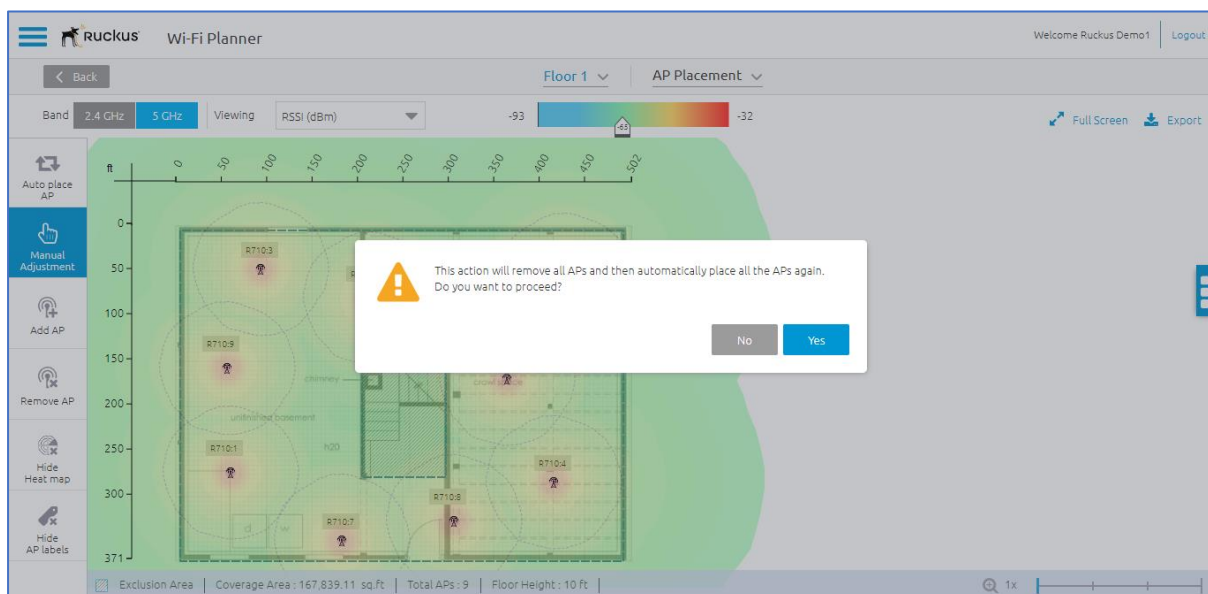 Ruckus Wi-Fi Planner Welcome Ruckus Demo1 Logout
Back Floor 1 AP Placement
Band 2.4 GHz 5 GHz Viewing RSSI (dBm) -93 -65 -32 Full Screen Export
Auto place
AP
Manual
Adjustment
Add AP
Remove AP
Hide
Heat map
Hide
AP labels
ft 0 50 100 150 200 250 300 350 400 450 502
0
50
100
150
200
250
300
371
R710:3
This action will remove all APs and then automatically place all the APs again.
Do you want to proceed?
No Yes
R710:9
chimney
crawl space
unfinished basement
R710:1 h20
R710:4
R710:8
d w R710:7
Exclusion Area Coverage Area : 167,839.11 sq.ft Total APs : 9 Floor Height : 10 ft 1x